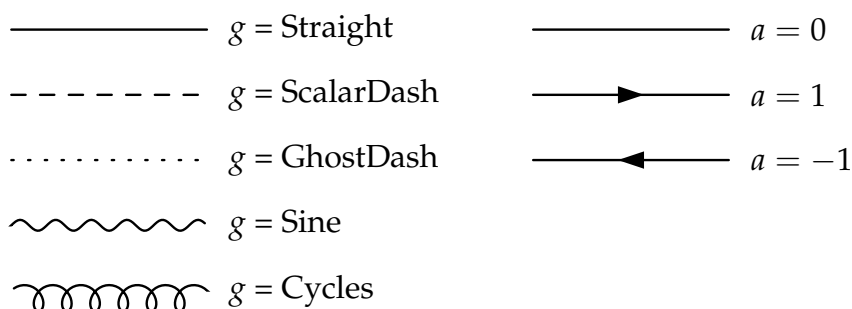 g = Straight
a = 0
g = ScalarDash
a = 1
g = GhostDash
a = −1
g = Sine
g = Cycles